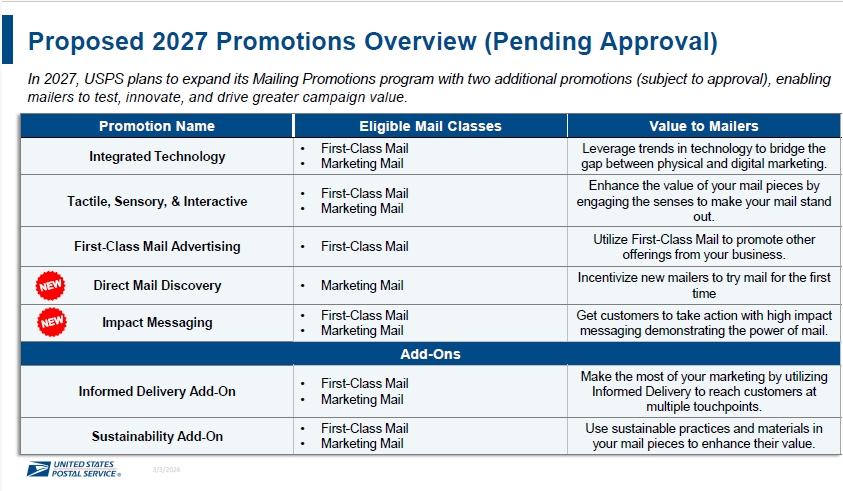 Proposed 2027 Promotions Overview (Pending Approval)
In 2027, USPS plans to expand its Mailing Promotions program with two additional promotions (subject to approval), enabling
mailers to test, innovate, and drive greater campaign value.
Promotion Name
Eligible Mail Classes
Value to Mailers
Integrated Technology
• First-Class Mail
• Marketing Mail
Leverage trends in technology to bridge the
gap between physical and digital marketing.
Tactile, Sensory, & Interactive
• First-Class Mail
• Marketing Mail
Enhance the value of your mail pieces by
engaging the senses to make your mail stand
out.
First-Class Mail Advertising
• First-Class Mail
Utilize First-Class Mail to promote other
offerings from your business.
NEW
Direct Mail Discovery
• Marketing Mail
Incentivize new mailers to try mail for the first
time
NEW
Impact Messaging
• First-Class Mail
• Marketing Mail
Get customers to take action with high impact
messaging demonstrating the power of mail.
Add-Ons
Informed Delivery Add-On
• First-Class Mail
• Marketing Mail
Make the most of your marketing by utilizing
Informed Delivery to reach customers at
multiple touchpoints.
Sustainability Add-On
• First-Class Mail
• Marketing Mail
Use sustainable practices and materials in
your mail pieces to enhance their value.
UNITED STATES
POSTAL SERVICE®
3/3/2026